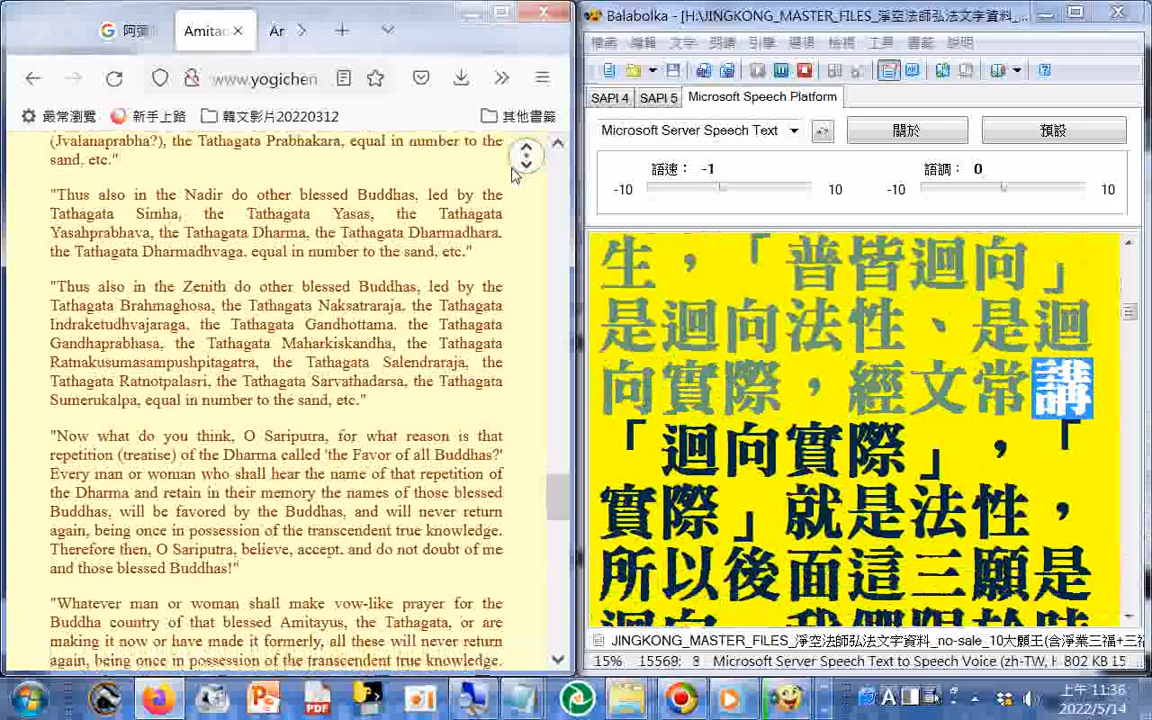 阿彌
Amitac
Ar
www.yogichen
最常瀏覽
新手上路
韓文影片20220312
其他書籤
(Jvalanaprabha?), the Tathagata Prabhakara, equal in number to the
sand, etc."
"Thus also in the Nadir do other blessed Buddhas, led by the
Tathagata Simha, the Tathagata Yasas, the Tathagata
Yasahprabhava, the Tathagata Dharma, the Tathagata Dharmadhara.
the Tathagata Dharmadhvaga. equal in number to the sand, etc."
"Thus also in the Zenith do other blessed Buddhas, led by the
Tathagata Brahmaghosa, the Tathagata Naksatraraja. the Tathagata
Indraketudhvajaraga. the Tathagata Gandhottama. the Tathagata
Gandhaprabhasa, the Tathagata Maharkiskandha, the Tathagata
Ratnakusumasampushpitagatra, the Tathagata Salendraraja, the
Tathagata Ratnotpalasri, the Tathagata Sarvathadarsa, the Tathagata
Sumerukalpa, equal in number to the sand, etc."
"Now what do you think, O Sariputra, for what reason is that
repetition (treatise) of the Dharma called 'the Favor of all Buddhas?'
Every man or woman who shall hear the name of that repetition of
the Dharma and retain in their memory the names of those blessed
Buddhas, will be favored by the Buddhas, and will never return
again, being once in possession of the transcendent true knowledge.
Therefore then, O Sariputra, believe, accept. and do not doubt of me
and those blessed Buddhas!"
"Whatever man or woman shall make vow-like prayer for the
Buddha country of that blessed Amitayus, the Tathagata, or are
making it now or have made it formerly, all these will never return
again, being once in possession of the transcendent true knowledge.
Balabolka - [H:\JINGKONG_MASTER_FILES_淨空法師弘法文字資料_...
檔案 編輯 文字 閱讀 引擎 選項 檢視 工具 書籤 說明
SAPI 4 SAPI 5 Microsoft Speech Platform
Microsoft Server Speech Text
關於
預設
語速： -1
語調： 0
-10 10 -10 10
生，「普皆迴向」
是迴向法性、是迴
向實際，經文常講
「迴向實際」，「
實際」就是法性，
所以後面這三願是
JINGKONG_MASTER_FILES_淨空法師弘法文字資料_no-sale_10大願王(含淨業三福+三
15% 15569: 8 Microsoft Server Speech Text to Speech Voice (zh-TW, H 802 KB 15
上午 11:36
2022/5/14